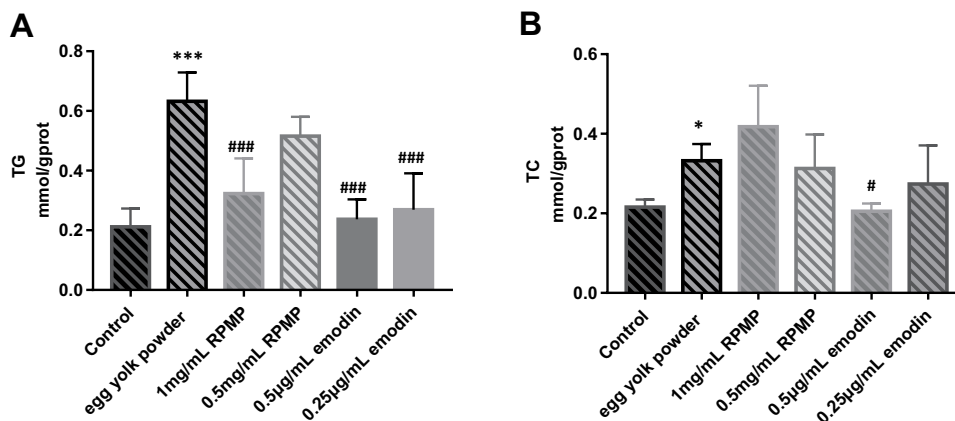 A
TG
mmol/gprot
0.8
0.6
0.4
0.2
0.0
***
###
###
###
Control
egg yolk powder
1mg/mL RPMP
0.5mg/mL RPMP
0.5μg/mL emodin
0.25μg/mL emodin
B
TC
mmol/gprot
0.6
0.4
0.2
0.0
*
#
Control
egg yolk powder
1mg/mL RPMP
0.5mg/mL RPMP
0.5μg/mL emodin
0.25μg/mL emodin